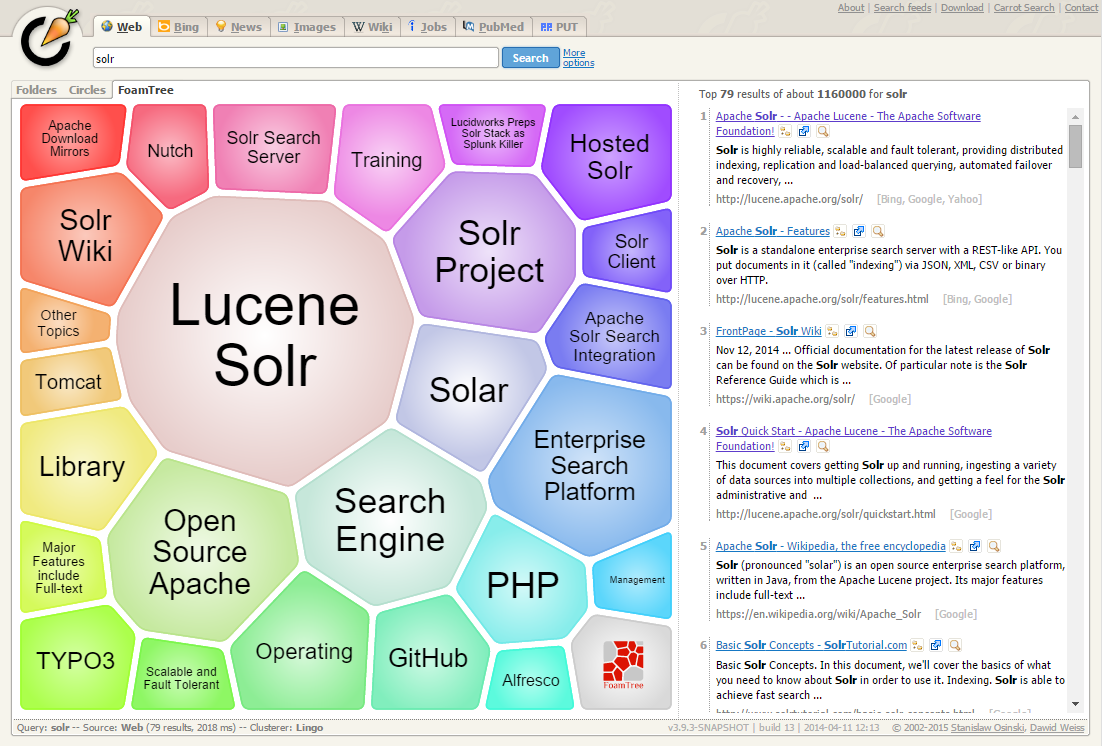 About | Search feeds | Download | Carrot Search | Contact
Web Bing News Images Wiki Jobs PubMed PUT
solr Search More options
Folders Circles FoamTree
Apache Download Mirrors
Nutch
Solr Search Server
Training
Lucidworks Preps Solr Stack as Splunk Killer
Hosted Solr
Solr Wiki
Lucene Solr
Solr Project
Solr Client
Other Topics
Apache Solr Search Integration
Tomcat
Solar
Library
Enterprise Search Platform
Open Source Apache
Search Engine
Major Features include Full-text
PHP
Management
TYPO3
Scalable and Fault Tolerant
Operating
GitHub
Alfresco
FoamTree
Top 79 results of about 1160000 for solr
1 Apache Solr - - Apache Lucene - The Apache Software
Foundation!
Solr is highly reliable, scalable and fault tolerant, providing distributed
indexing, replication and load-balanced querying, automated failover
and recovery, ...
http://lucene.apache.org/solr/ [Bing, Google, Yahoo]
2 Apache Solr - Features
Solr is a standalone enterprise search server with a REST-like API. You
put documents in it (called "indexing") via JSON, XML, CSV or binary
over HTTP.
http://lucene.apache.org/solr/features.html [Bing, Google]
3 FrontPage - Solr Wiki
Nov 12, 2014 ... Official documentation for the latest release of Solr
can be found on the Solr website. Of particular note is the Solr
Reference Guide which is ...
https://wiki.apache.org/solr/ [Google]
4 Solr Quick Start - Apache Lucene - The Apache Software
Foundation!
This document covers getting Solr up and running, ingesting a variety
of data sources into multiple collections, and getting a feel for the Solr
administrative and ...
http://lucene.apache.org/solr/quickstart.html [Google]
5 Apache Solr - Wikipedia, the free encyclopedia
Solr (pronounced "solar") is an open source enterprise search platform,
written in Java, from the Apache Lucene project. Its major features
include full-text ...
https://en.wikipedia.org/wiki/Apache_Solr [Google]
6 Basic Solr Concepts - SolrTutorial.com
Basic Solr Concepts. In this document, we'll cover the basics of what
you need to know about Solr in order to use it. Indexing. Solr is able to
achieve fast search ...
Query: solr -- Source: Web (79 results, 2018 ms) -- Clusterer: Lingo
v3.9.3-SNAPSHOT | build 13 | 2014-04-11 12:13 © 2002-2015 Stanislaw Osinski, Dawid Weiss